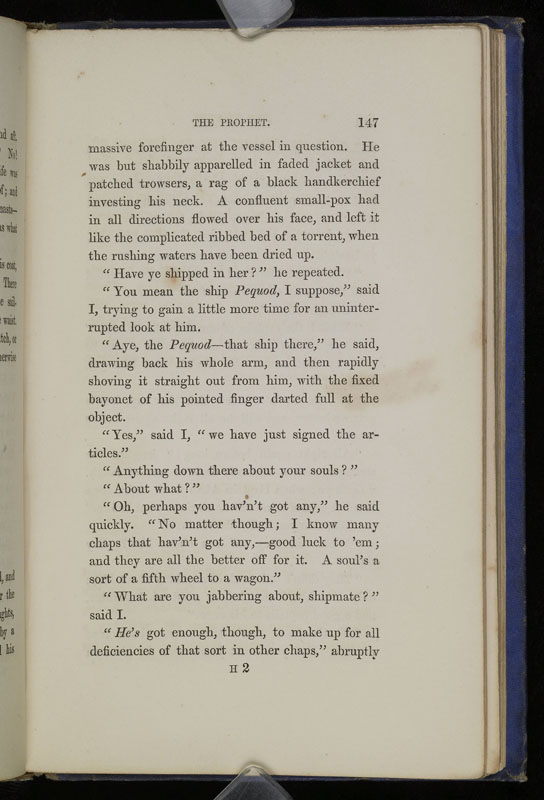 THE PROPHET. 147
massive forefinger at the vessel in question. He
was but shabbily apparelled in faded jacket and
patched trowsers, a rag of a black handkerchief
investing his neck. A confluent small-pox had
in all directions flowed over his face, and left it
like the complicated ribbed bed of a torrent, when
the rushing waters have been dried up.
“ Have ye shipped in her ? ” he repeated.
“ You mean the ship Pequod, I suppose,” said
I, trying to gain a little more time for an uninter-
rupted look at him.
“ Aye, the Pequod—that ship there,” he said,
drawing back his whole arm, and then rapidly
shoving it straight out from him, with the fixed
bayonet of his pointed finger darted full at the
object.
“ Yes,” said I, “ we have just signed the ar-
ticles.”
“ Anything down there about your souls ? ”
“ About what ? ”
“ Oh, perhaps you hav’n’t got any,” he said
quickly. “ No matter though ; I know many
chaps that hav’n’t got any,—good luck to ’em ;
and they are all the better off for it. A soul’s a
sort of a fifth wheel to a wagon.”
“ What are you jabbering about, shipmate ? ”
said I.
“ He’s got enough, though, to make up for all
deficiencies of that sort in other chaps,” abruptly
H 2